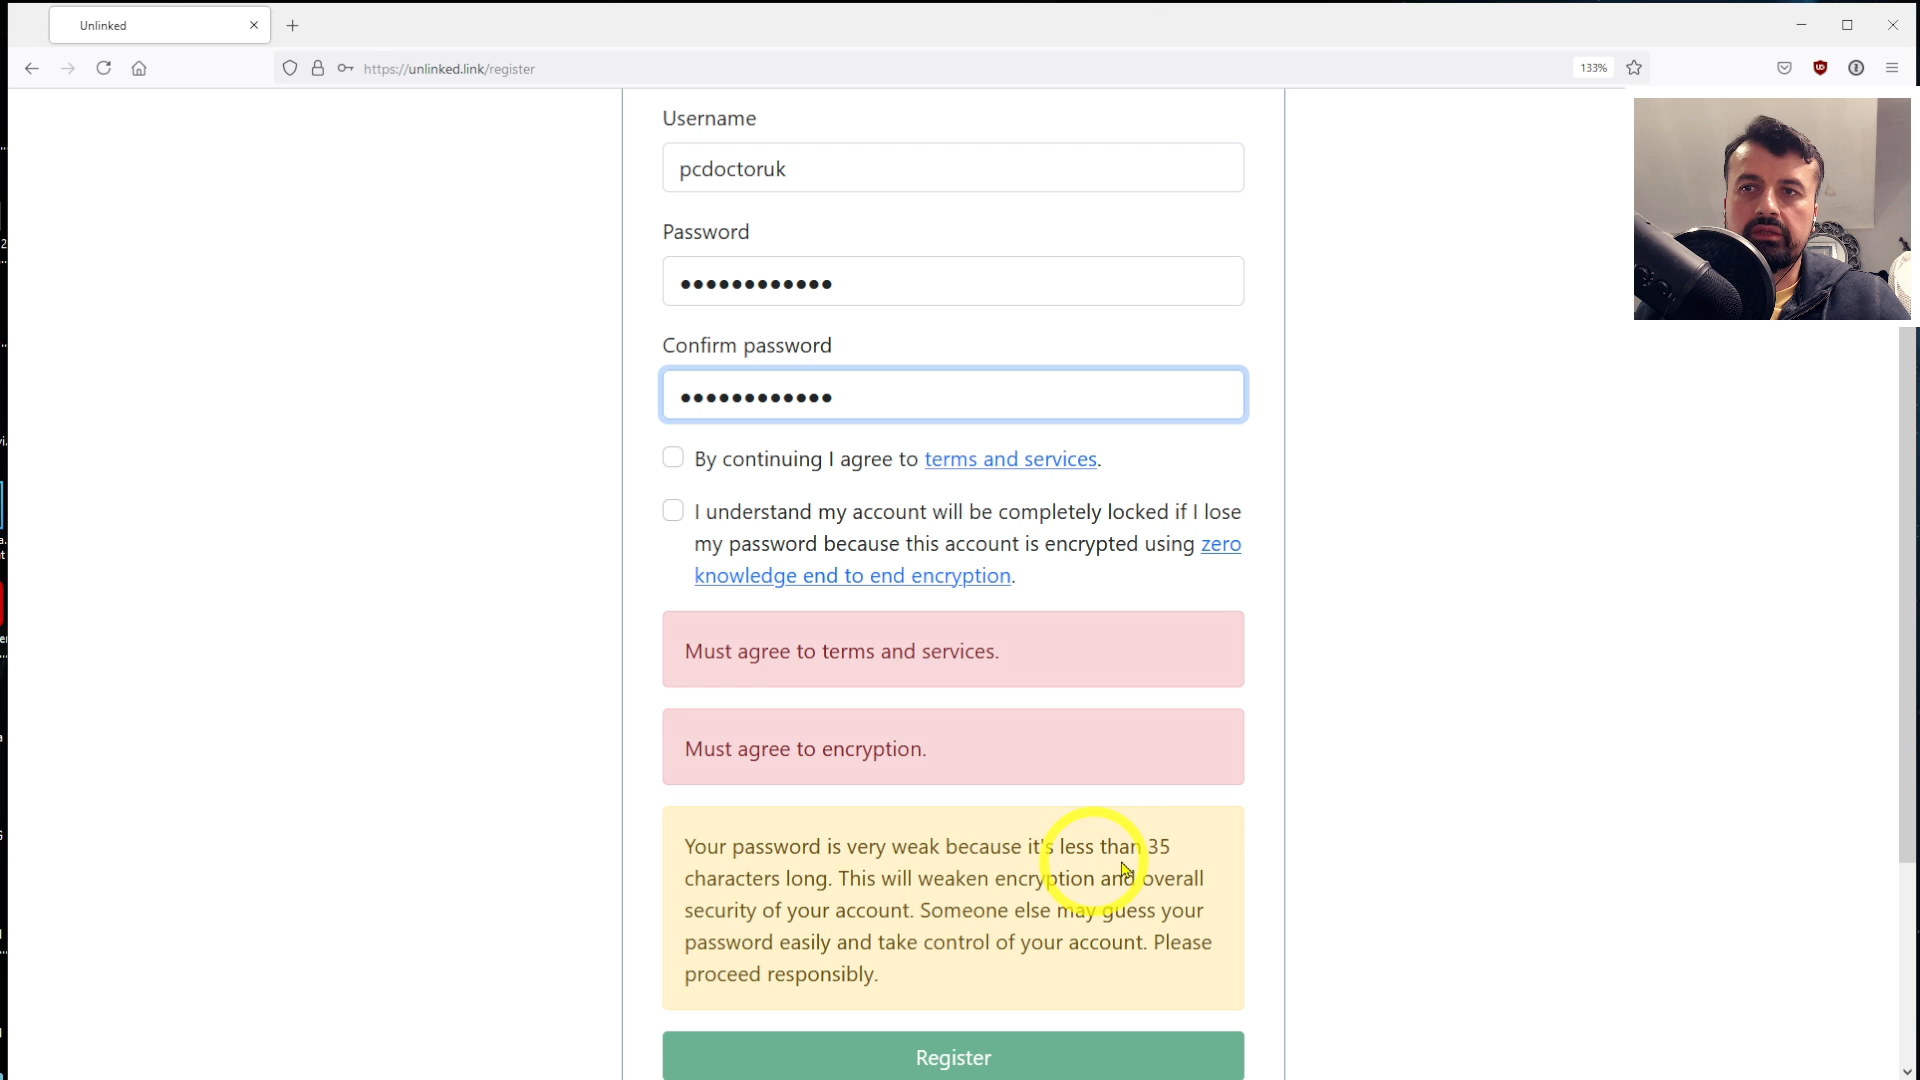 Unlinked
https://unlinked.link/register
133%
Username
pcdoctoruk
Password
Confirm password
By continuing I agree to terms and services.
I understand my account will be completely locked if I lose
my password because this account is encrypted using zero
knowledge end to end encryption.
Must agree to terms and services.
Must agree to encryption.
Your password is very weak because it's less than 35
characters long. This will weaken encryption and overall
security of your account. Someone else may guess your
password easily and take control of your account. Please
proceed responsibly.
Register